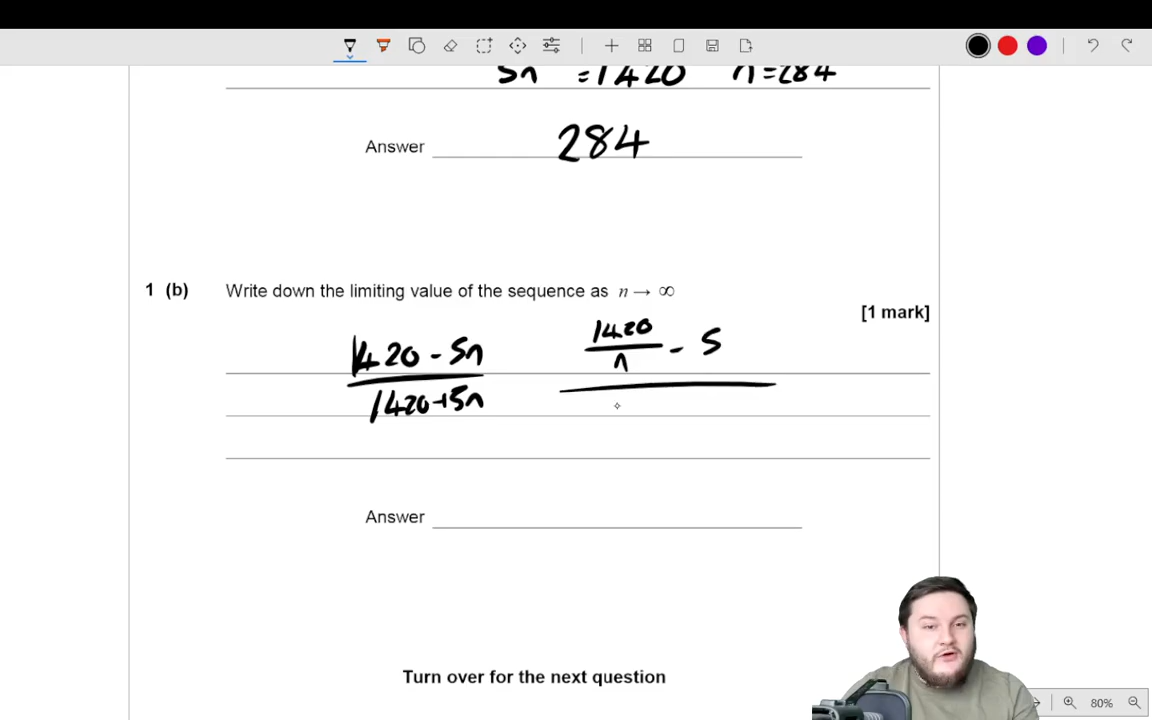 5n = 1420 n = 284
Answer 284
1 (b) Write down the limiting value of the sequence as n → ∞
[1 mark]
1420 - 5n 1420/n - 5
1420+5n
Answer
Turn over for the next question
80%